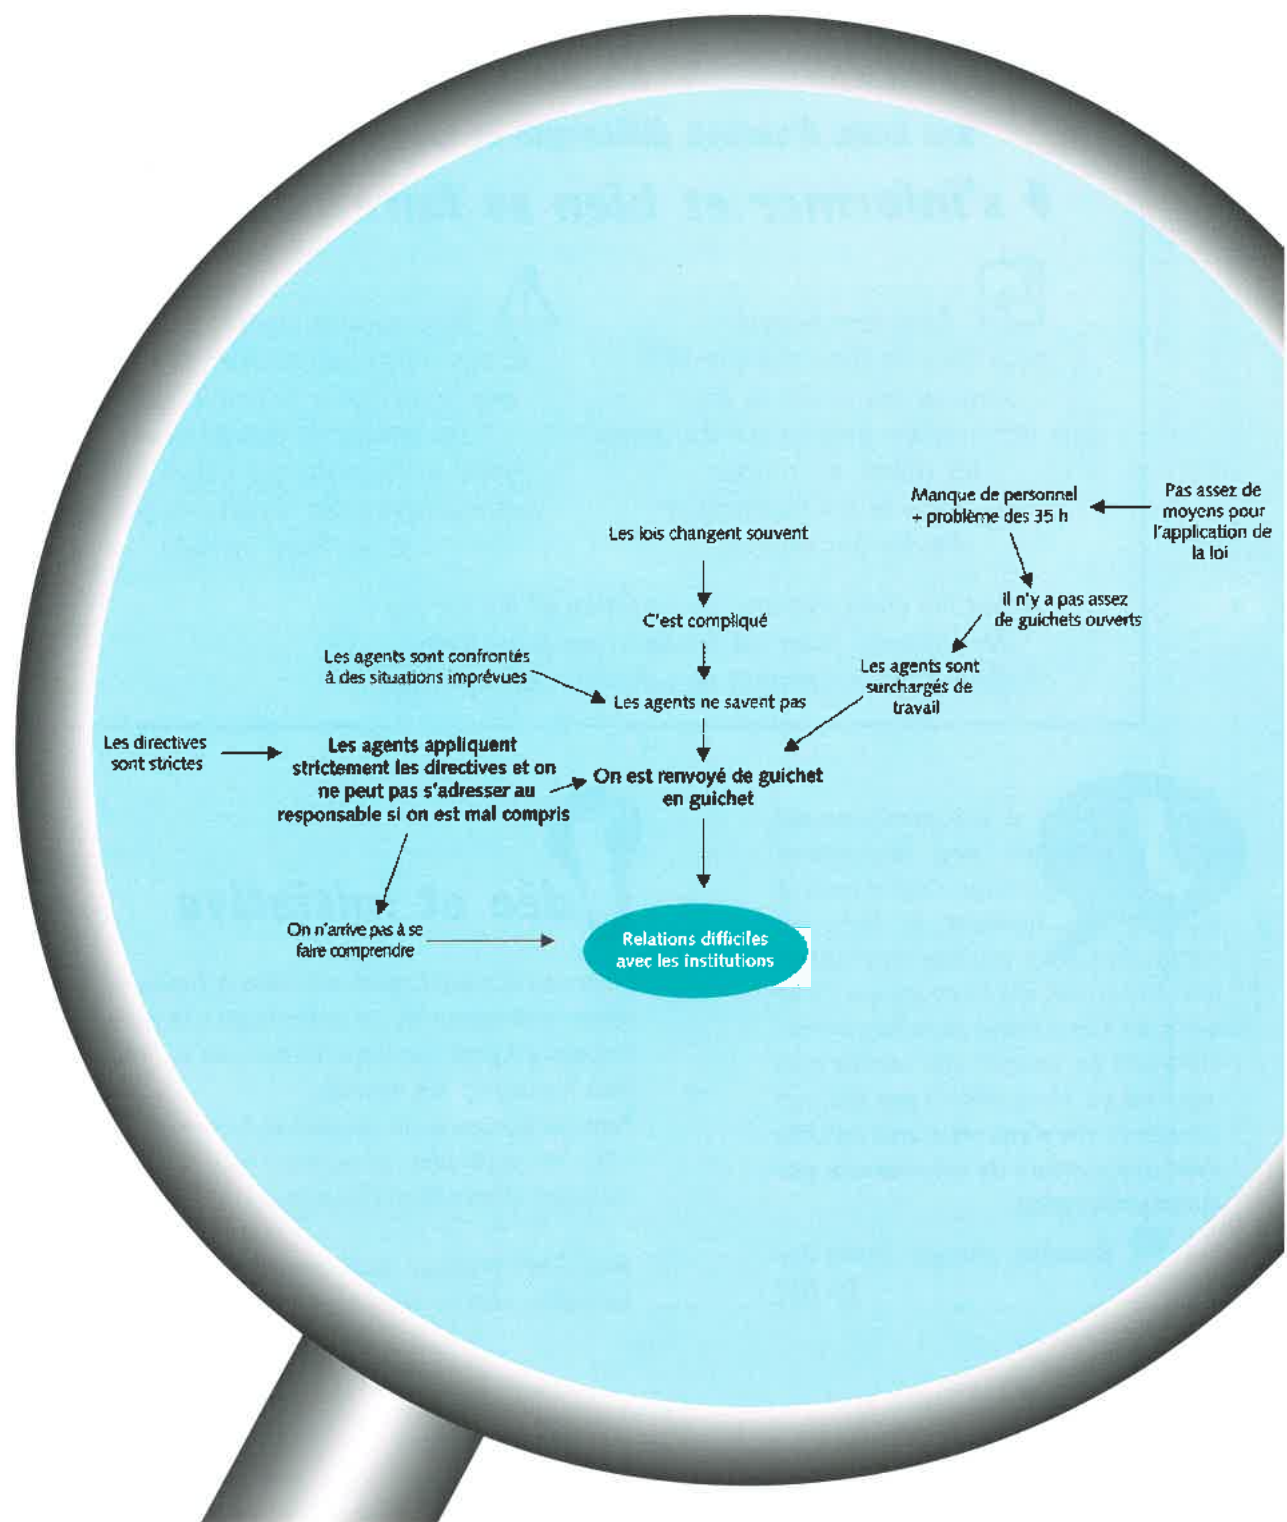 Manque de personnel
+ problème des 35 h
Pas assez de
moyens pour
l'application de
la loi
Les lois changent souvent
il n'y a pas assez
de guichets ouverts
C'est compliqué
Les agents sont confrontés
à des situations imprévues
Les agents sont
surchargés de
travail
Les agents ne savent pas
Les directives
sont strictes
Les agents appliquent
strictement les directives et on
ne peut pas s'adresser au
responsable si on est mal compris
On est renvoyé de guichet
en guichet
On n'arrive pas à se
faire comprendre
Relations difficiles
avec les institutions